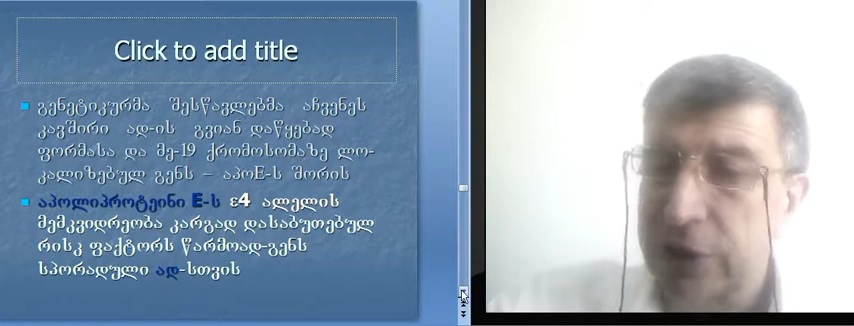 Click to add title
გენეტიკურმა შესწავლებმა აჩვენეს
კავშირი ად-ის გვიან დაწყებად
ფორმასა და მე-19 ქრომოსომაზე ლო-
კალიზებულ გენს – აპოE-ს შორის
აპოლიპროტეინი E-ს ε4 ალელის
მემკვიდრეობა კარგად დასაბუთებულ
რისკ ფაქტორს წარმოად-გენს
სპორადული ად-სთვის